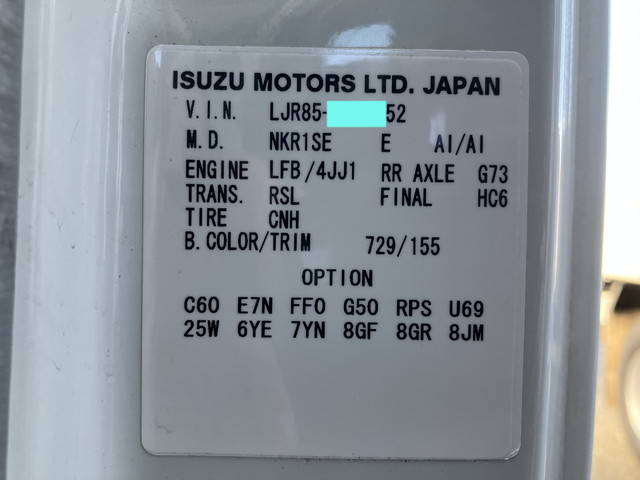 ISUZU MOTORS LTD. JAPAN
V.I.N. LJR85- 52
M.D. NKR1SE E AI/AI
ENGINE LFB/4JJ1 RR AXLE G73
TRANS. RSL FINAL HC6
TIRE CNH
B.COLOR/TRIM 729/155
OPTION
C60 E7N FF0 G50 RPS U69
25W 6YE 7YN 8GF 8GR 8JM